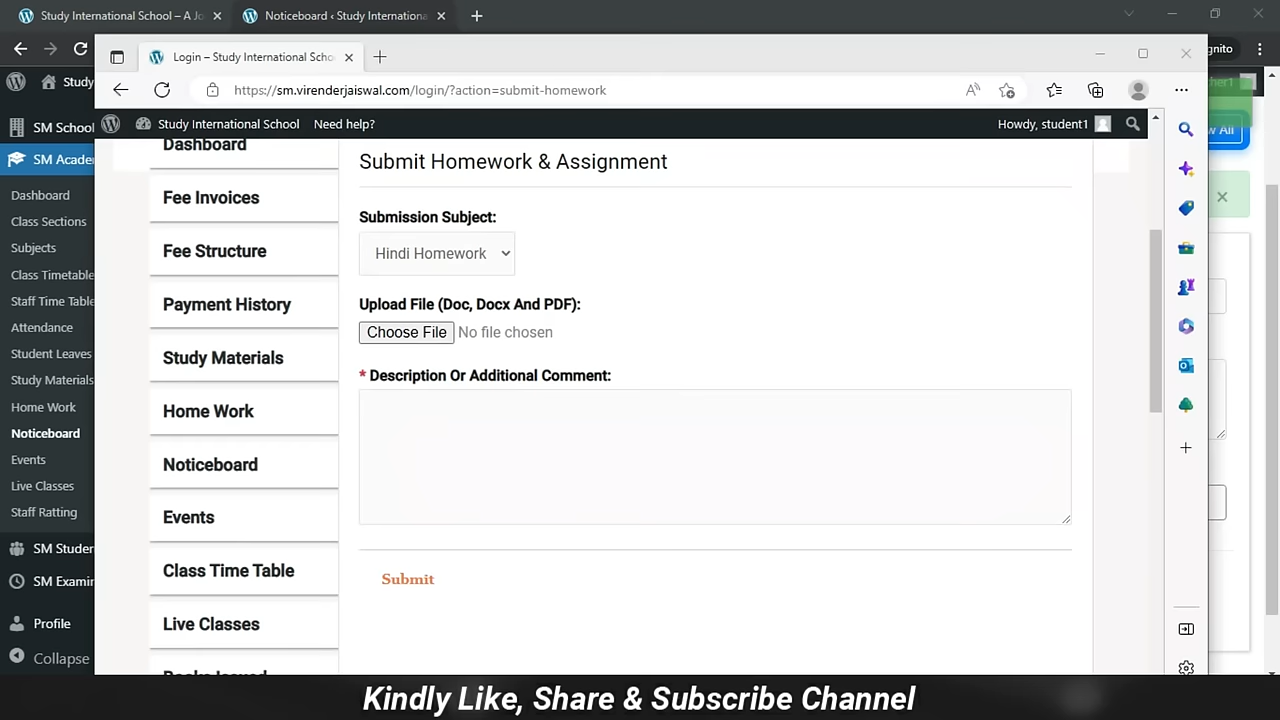 Study International School – A Jo
Noticeboard ‹ Study Internationa
gnito
Study
Login – Study International Scho
https://sm.virenderjaiswal.com/login/?action=submit-homework
Study International School
Need help?
Howdy, student1
SM School
SM Acade
Dashboard
Class Sections
Subjects
Class Timetable
Staff Time Table
Attendance
Student Leaves
Study Materials
Home Work
Noticeboard
Events
Live Classes
Staff Ratting
SM Studen
SM Examin
Profile
Collapse
Dashboard
Fee Invoices
Fee Structure
Payment History
Study Materials
Home Work
Noticeboard
Events
Class Time Table
Live Classes
Books Issued
Submit Homework & Assignment
Submission Subject:
Hindi Homework
Upload File (Doc, Docx And PDF):
Choose File No file chosen
* Description Or Additional Comment:
Submit
w All
Kindly Like, Share & Subscribe Channel